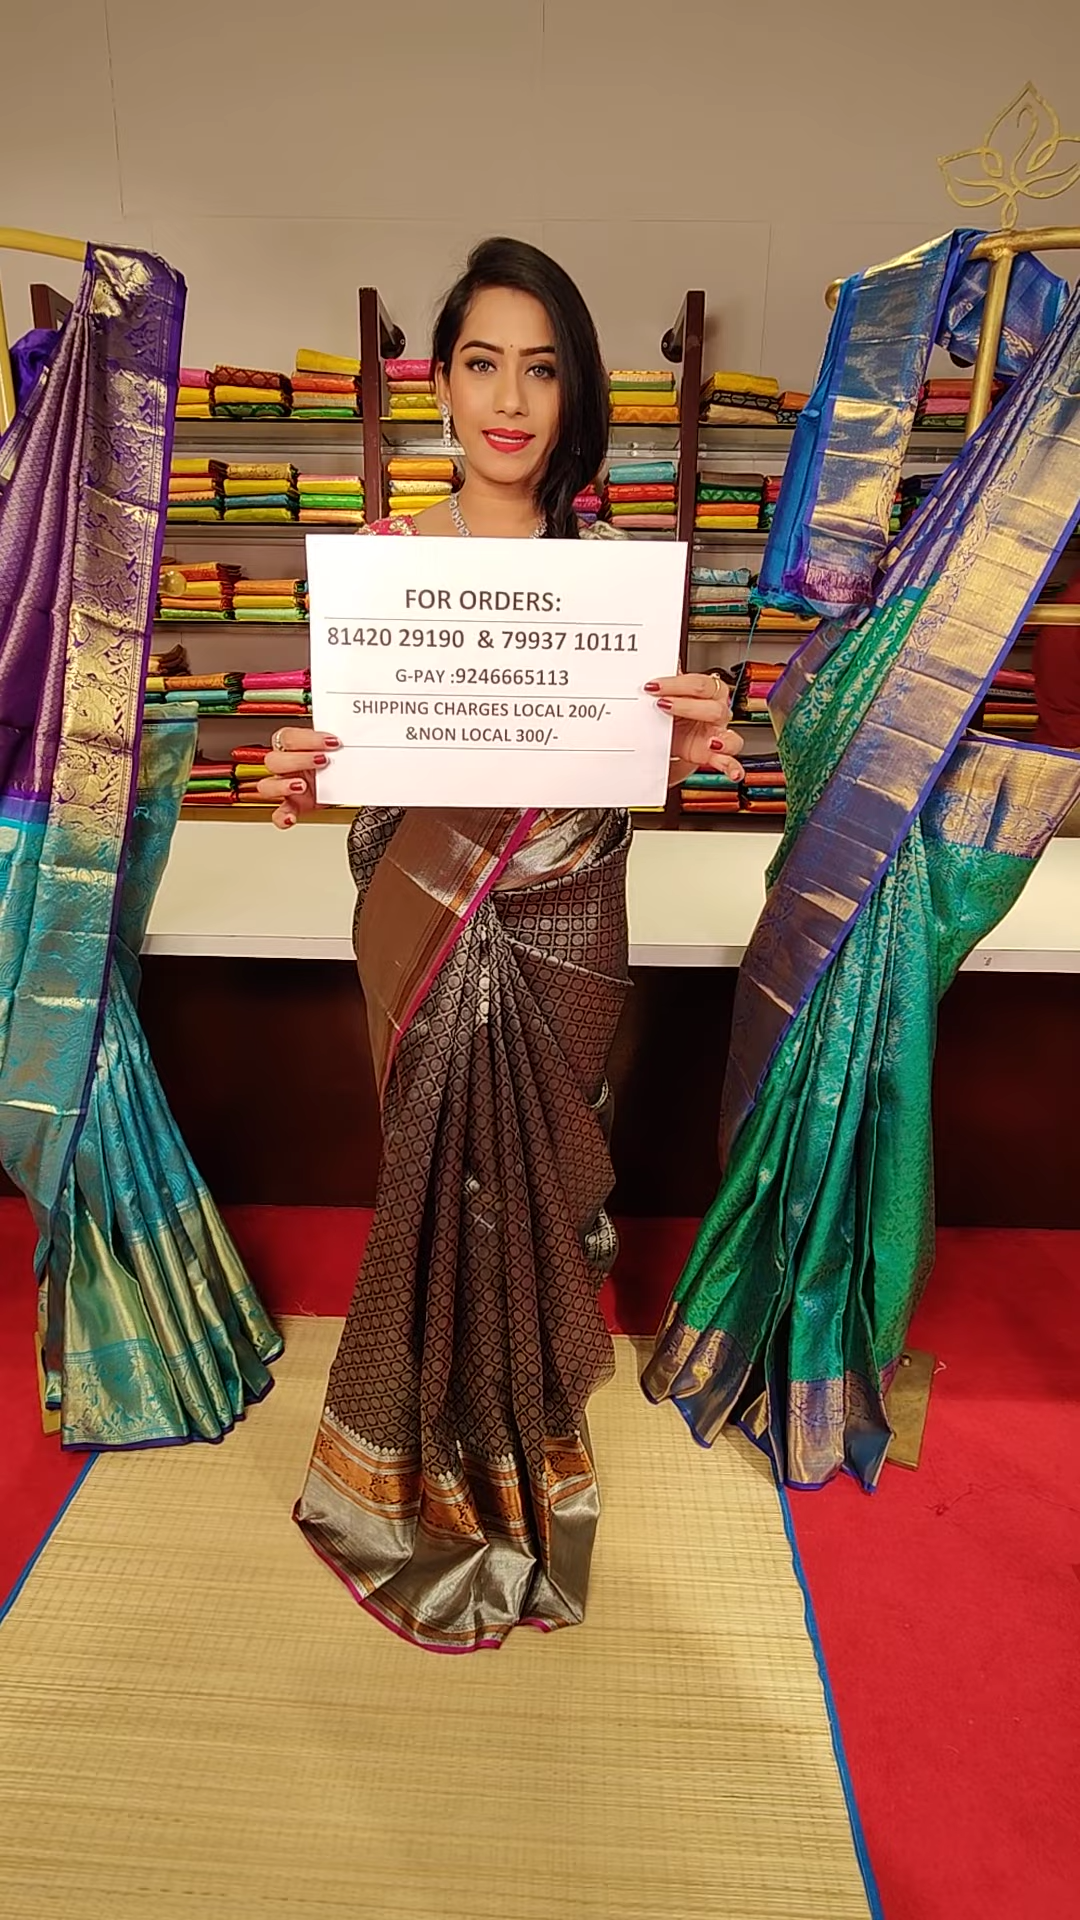 FOR ORDERS:
81420 29190 & 79937 10111
G-PAY :9246665113
SHIPPING CHARGES LOCAL 200/-
&NON LOCAL 300/-